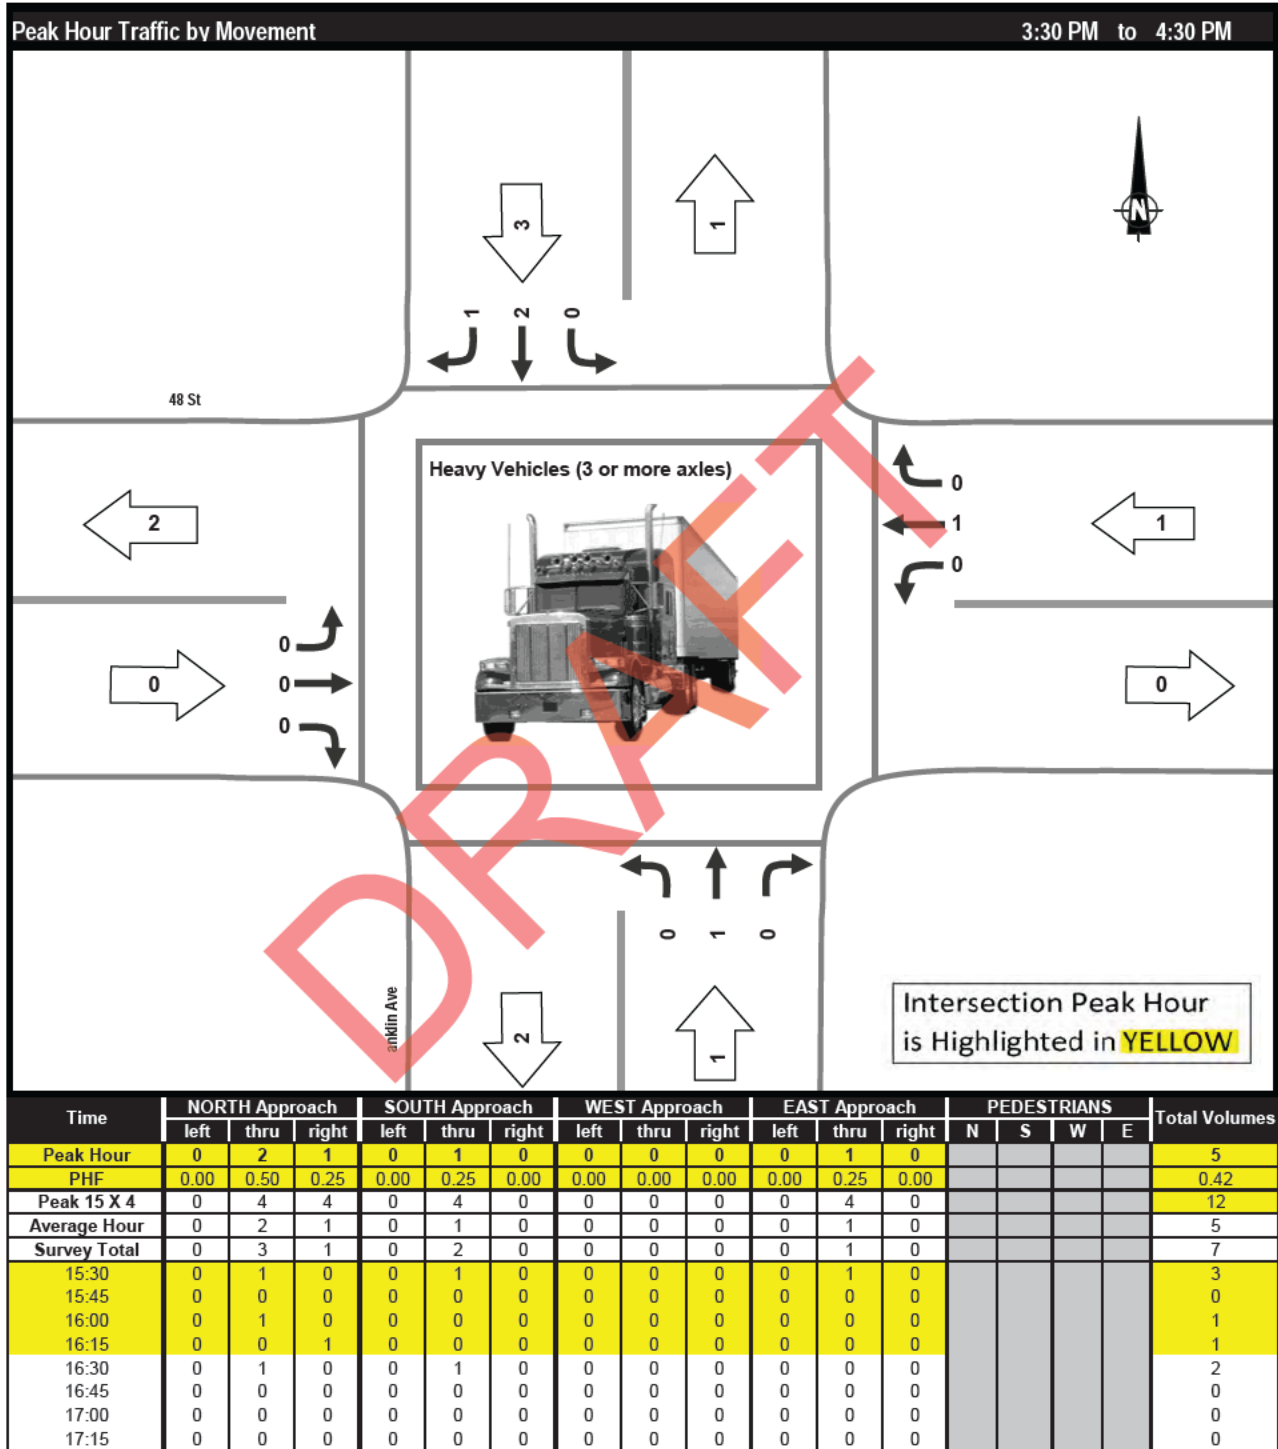 Peak Hour Traffic by Movement 3:30 PM to 4:30 PM
3 1
N
1 2 0
48 St
Heavy Vehicles (3 or more axles)
0
2 1 1
0
0
0 0 0
0
DRAFT
0 1 0
anklin Ave
2 1
Intersection Peak Hour
is Highlighted in YELLOW
Time NORTH Approach SOUTH Approach WEST Approach EAST Approach PEDESTRIANS Total Volumes
left thru right left thru right left thru right left thru right N S W E
Peak Hour 0 2 1 0 1 0 0 0 0 0 1 0 5
PHF 0.00 0.50 0.25 0.00 0.25 0.00 0.00 0.00 0.00 0.00 0.25 0.00 0.42
Peak 15 X 4 0 4 4 0 4 0 0 0 0 0 4 0 12
Average Hour 0 2 1 0 1 0 0 0 0 0 1 0 5
Survey Total 0 3 1 0 2 0 0 0 0 0 1 0 7
15:30 0 1 0 0 1 0 0 0 0 0 1 0 3
15:45 0 0 0 0 0 0 0 0 0 0 0 0 0
16:00 0 1 0 0 0 0 0 0 0 0 0 0 1
16:15 0 0 1 0 0 0 0 0 0 0 0 0 1
16:30 0 1 0 0 1 0 0 0 0 0 0 0 2
16:45 0 0 0 0 0 0 0 0 0 0 0 0 0
17:00 0 0 0 0 0 0 0 0 0 0 0 0 0
17:15 0 0 0 0 0 0 0 0 0 0 0 0 0